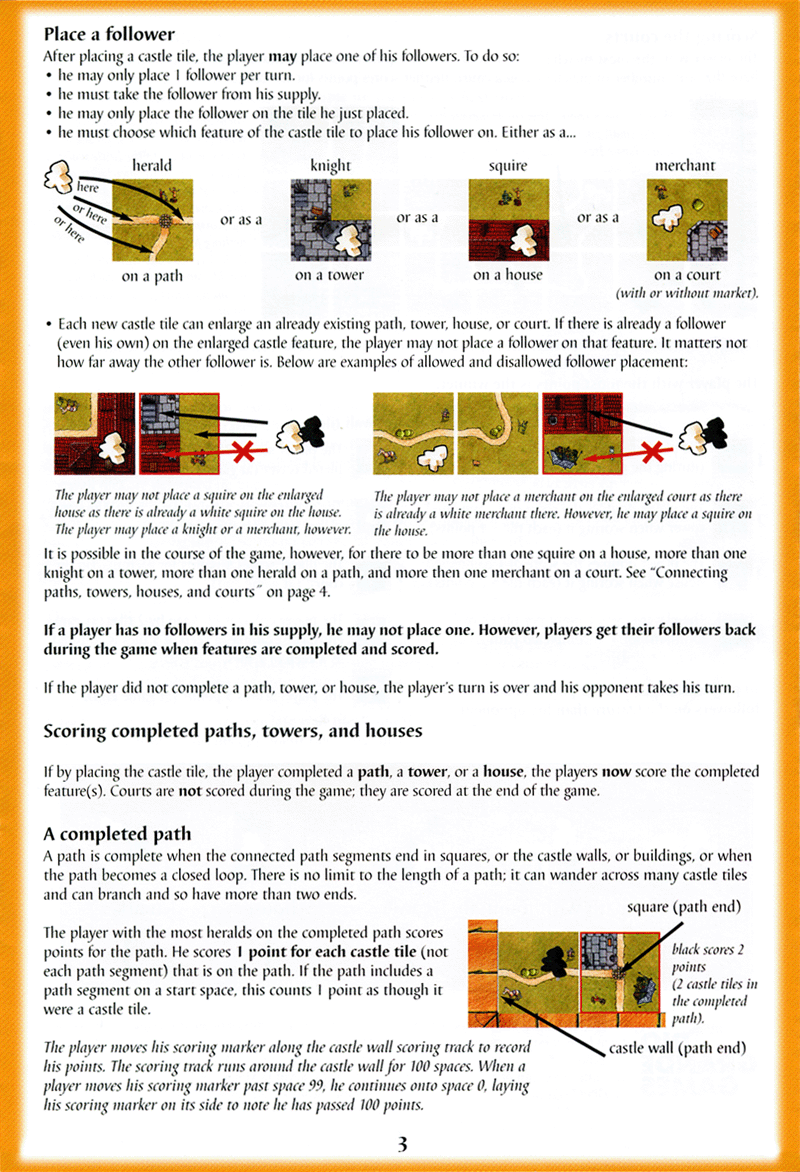 Place a follower
After placing a castle tile, the player may place one of his followers. To do so:
• he may only place 1 follower per turn.
• he must take the follower from his supply.
• he may only place the follower on the tile he just placed.
• he must choose which feature of the castle tile to place his follower on. Either as a...
herald
knight
squire
merchant
here
or here
or here
or as a
or as a
or as a
on a path
on a tower
on a house
on a court
(with or without market).
• Each new castle tile can enlarge an already existing path, tower, house, or court. If there is already a follower
(even his own) on the enlarged castle feature, the player may not place a follower on that feature. It matters not
how far away the other follower is. Below are examples of allowed and disallowed follower placement:
The player may not place a squire on the enlarged
house as there is already a white squire on the house.
The player may place a knight or a merchant, however.
The player may not place a merchant on the enlarged court as there
is already a white merchant there. However, he may place a squire on
the house.
It is possible in the course of the game, however, for there to be more than one squire on a house, more than one
knight on a tower, more than one herald on a path, and more then one merchant on a court. See "Connecting
paths, towers, houses, and courts" on page 4.
If a player has no followers in his supply, he may not place one. However, players get their followers back
during the game when features are completed and scored.
If the player did not complete a path, tower, or house, the player's turn is over and his opponent takes his turn.
Scoring completed paths, towers, and houses
If by placing the castle tile, the player completed a path, a tower, or a house, the players now score the completed
feature(s). Courts are not scored during the game; they are scored at the end of the game.
A completed path
A path is complete when the connected path segments end in squares, or the castle walls, or buildings, or when
the path becomes a closed loop. There is no limit to the length of a path; it can wander across many castle tiles
and can branch and so have more than two ends.
The player with the most heralds on the completed path scores
points for the path. He scores 1 point for each castle tile (not
each path segment) that is on the path. If the path includes a
path segment on a start space, this counts 1 point as though it
were a castle tile.
square (path end)
black scores 2
points
(2 castle tiles in
the completed
path).
castle wall (path end)
The player moves his scoring marker along the castle wall scoring track to record
his points. The scoring track runs around the castle wall for 100 spaces. When a
player moves his scoring marker past space 99, he continues onto space 0, laying
his scoring marker on its side to note he has passed 100 points.
3